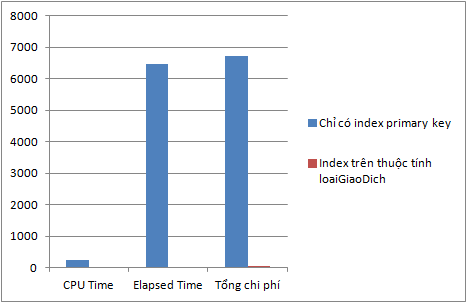 8000
7000
6000
5000
4000
3000
2000
1000
0
CPU Time
Elapsed Time
Tổng chi phí
Chỉ có index primary key
Index trên thuộc tính
loaiGiaoDich